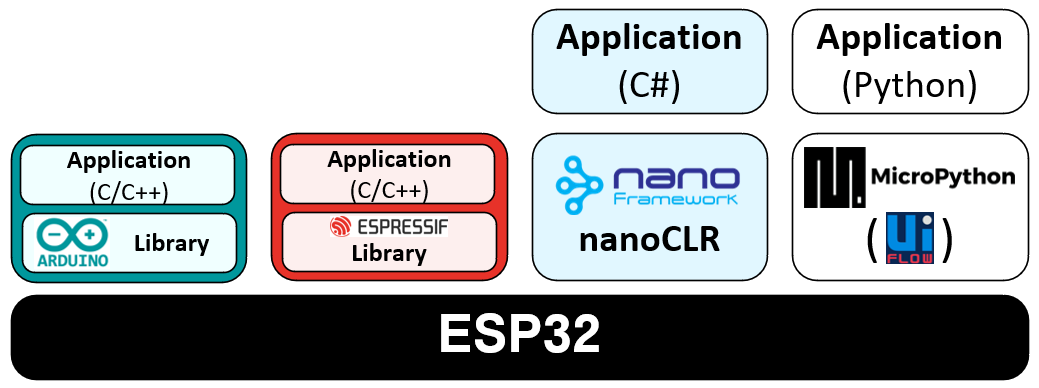 Application
(C/C++)
ARDUINO
Library
Application
(C/C++)
ESPRESSIF
Library
Application
(C#)
nano
Framework
nanoCLR
Application
(Python)
MicroPython
(Ui
FLOW)
ESP32